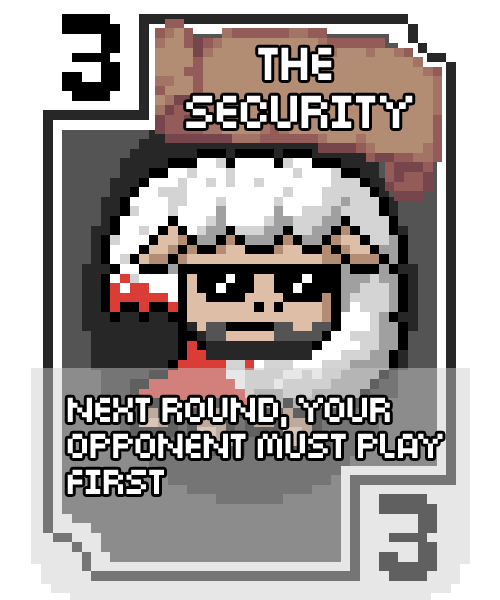 3
THE
SECURITY
NEXT ROUND, YOUR
OPPONENT MUST PLAY
FIRST
3